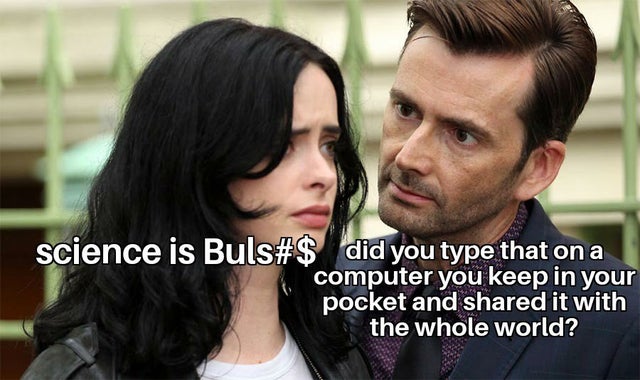 science is Buls#$
did you type that on a
computer you keep in your
pocket and shared it with
the whole world?